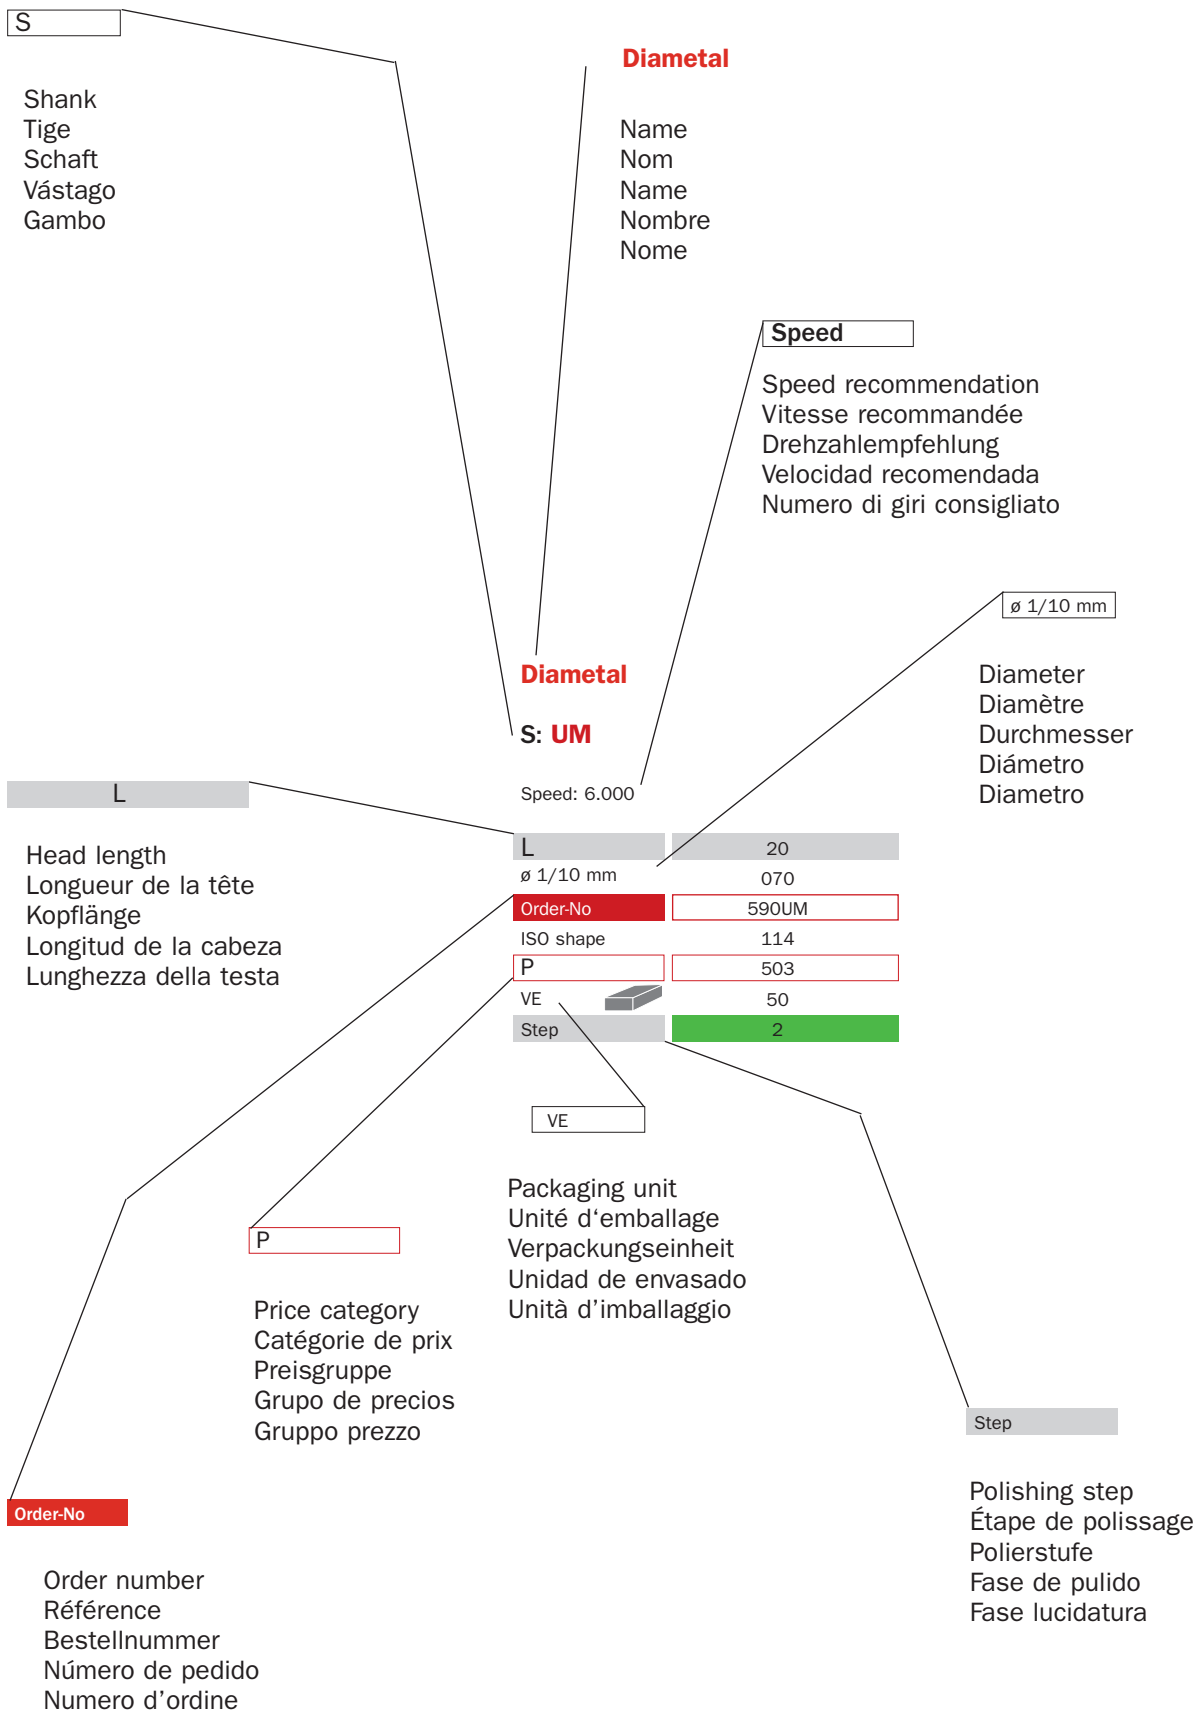 S
Shank
Tige
Schaft
Vástago
Gambo
Diametal
Name
Nom
Name
Nombre
Nome
Speed
Speed recommendation
Vitesse recommandée
Drehzahlempfehlung
Velocidad recomendada
Numero di giri consigliato
ø 1/10 mm
Diameter
Diamètre
Durchmesser
Diámetro
Diametro
L
Head length
Longueur de la tête
Kopflänge
Longitud de la cabeza
Lunghezza della testa
Diametal
S: UM
Speed: 6.000
L 20
ø 1/10 mm 070
Order-No 590UM
ISO shape 114
P 503
VE 50
Step 2
VE
Packaging unit
Unité d‘emballage
Verpackungseinheit
Unidad de envasado
Unità d’imballaggio
P
Price category
Catégorie de prix
Preisgruppe
Grupo de precios
Gruppo prezzo
Step
Polishing step
Étape de polissage
Polierstufe
Fase de pulido
Fase lucidatura
Order-No
Order number
Référence
Bestellnummer
Número de pedido
Numero d’ordine